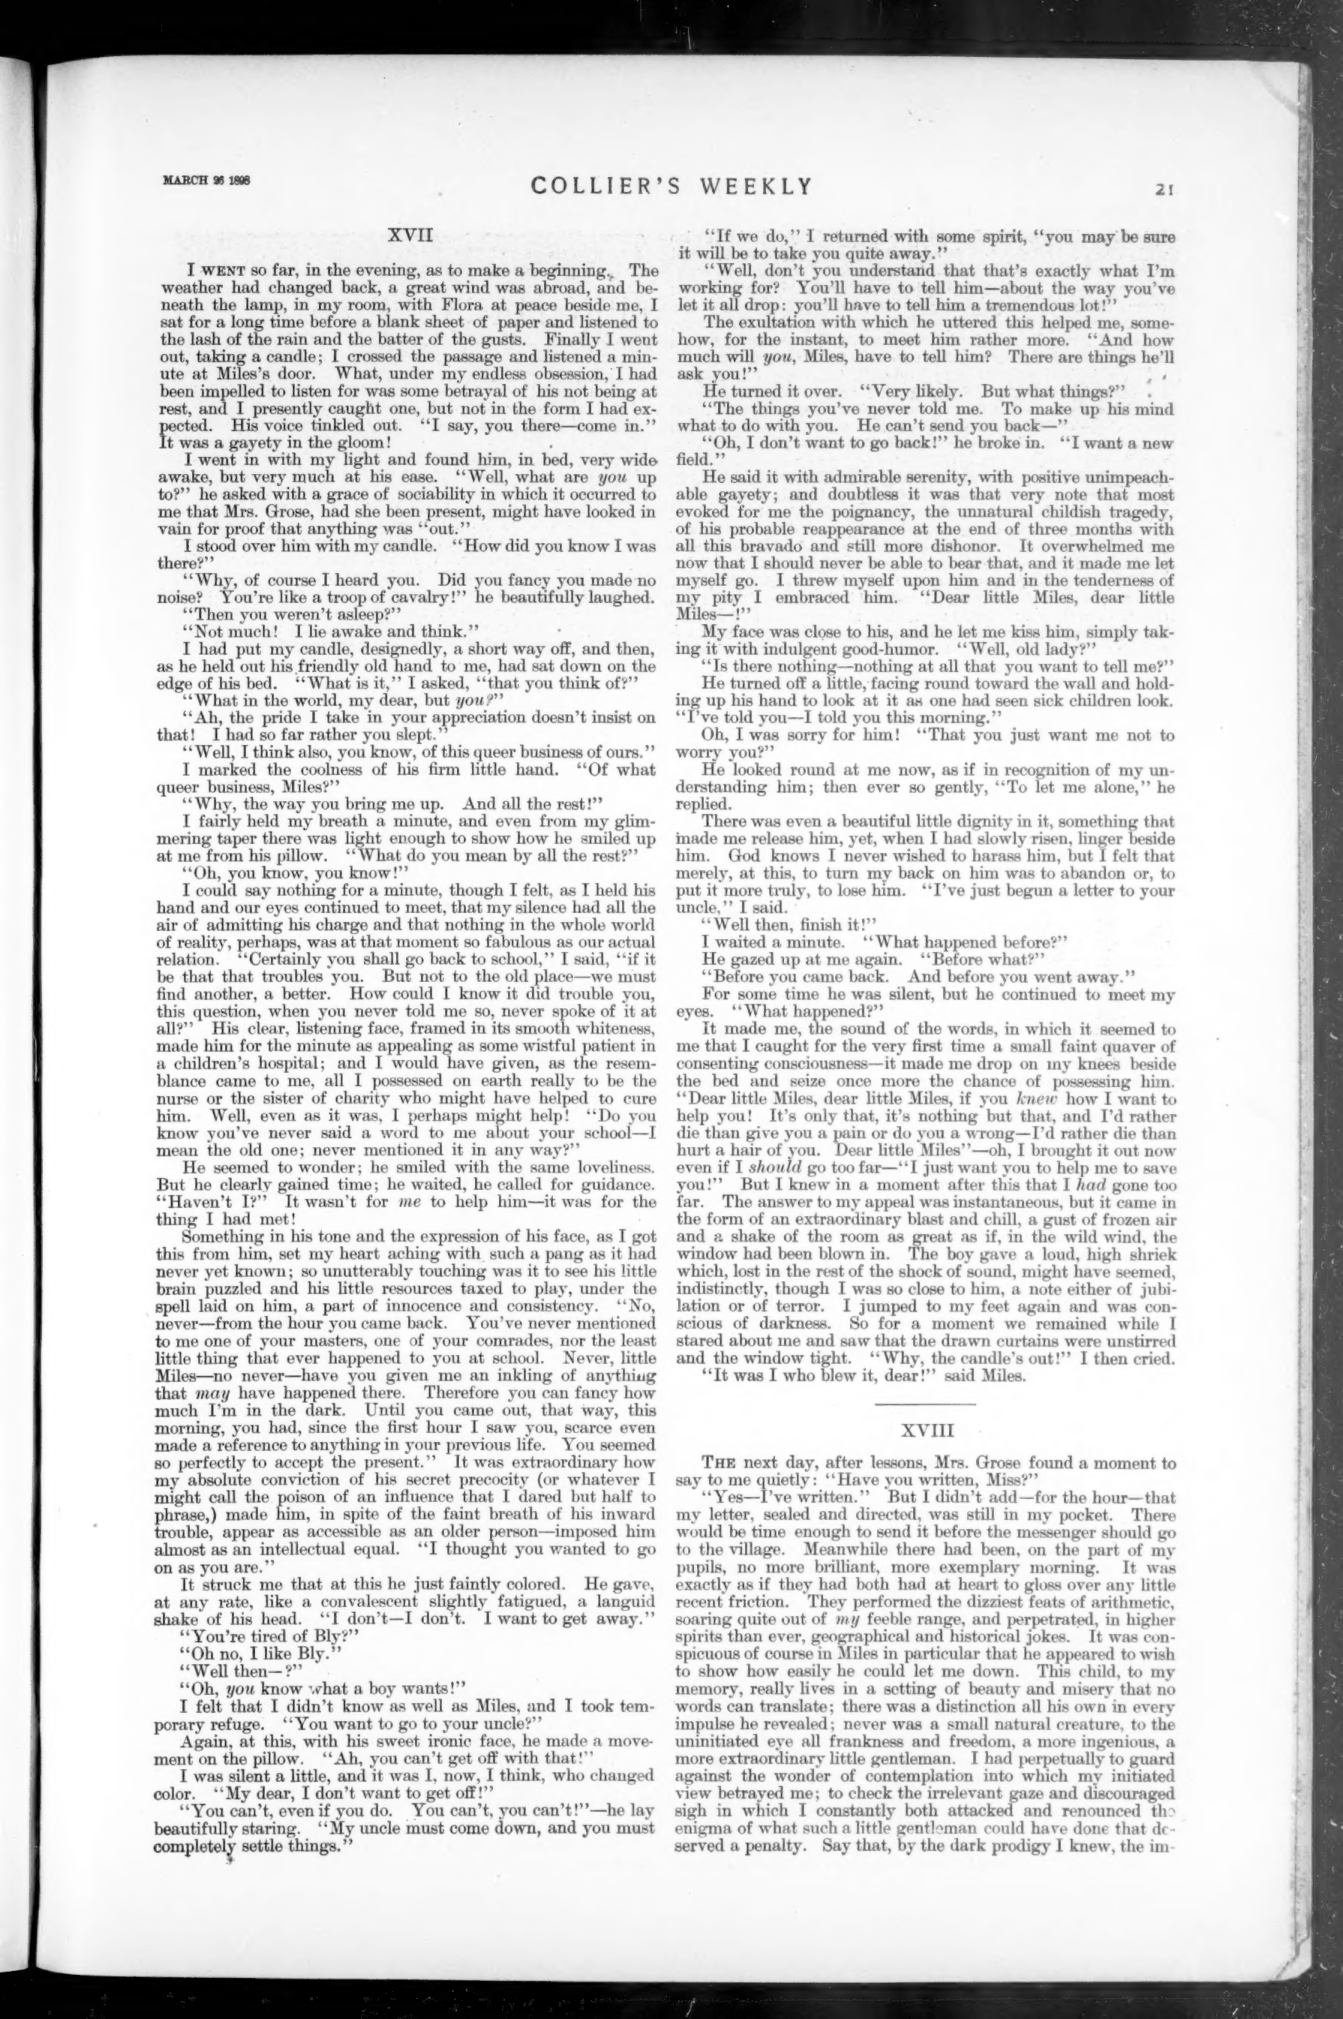 MARCH 26 1898
COLLIER'S WEEKLY
21
XVII
I WENT so far, in the evening, as to make a beginning. The
weather had changed back, a great wind was abroad, and be-
neath the lamp, in my room, with Flora at peace beside me, I
sat for a long time before a blank sheet of paper and listened to
the lash of the rain and the batter of the gusts. Finally I went
out, taking a candle; I crossed the passage and listened a min-
ute at Miles's door. What, under my endless obsession, I had
been impelled to listen for was some betrayal of his not being at
rest, and I presently caught one, but not in the form I had ex-
pected. His voice tinkled out. "I say, you there—come in."
It was a gayety in the gloom!
I went in with my light and found him, in bed, very wide
awake, but very much at his ease. "Well, what are you up
to?" he asked with a grace of sociability in which it occurred to
me that Mrs. Grose, had she been present, might have looked in
vain for proof that anything was "out."
I stood over him with my candle. "How did you know I was
there?"
"Why, of course I heard you. Did you fancy you made no
noise? You're like a troop of cavalry!" he beautifully laughed.
"Then you weren't asleep?"
"Not much! I lie awake and think."
I had put my candle, designedly, a short way off, and then,
as he held out his friendly old hand to me, had sat down on the
edge of his bed. "What is it," I asked, "that you think of?"
"What in the world, my dear, but you?"
"Ah, the pride I take in your appreciation doesn't insist on
that! I had so far rather you slept."
"Well, I think also, you know, of this queer business of ours."
I marked the coolness of his firm little hand. "Of what
queer business, Miles?"
"Why, the way you bring me up. And all the rest!"
I fairly held my breath a minute, and even from my glim-
mering taper there was light enough to show how he smiled up
at me from his pillow. "What do you mean by all the rest?"
"Oh, you know, you know!"
I could say nothing for a minute, though I felt, as I held his
hand and our eyes continued to meet, that my silence had all the
air of admitting his charge and that nothing in the whole world
of reality, perhaps, was at that moment so fabulous as our actual
relation. "Certainly you shall go back to school," I said, "if it
be that that troubles you. But not to the old place—we must
find another, a better. How could I know it did trouble you,
this question, when you never told me so, never spoke of it at
all?" His clear, listening face, framed in its smooth whiteness,
made him for the minute as appealing as some wistful patient in
a children's hospital; and I would have given, as the resem-
blance came to me, all I possessed on earth really to be the
nurse or the sister of charity who might have helped to cure
him. Well, even as it was, I perhaps might help! "Do you
know you've never said a word to me about your school—I
mean the old one; never mentioned it in any way?"
He seemed to wonder; he smiled with the same loveliness.
But he clearly gained time; he waited, he called for guidance.
"Haven't I?" It wasn't for me to help him—it was for the
thing I had met!
Something in his tone and the expression of his face, as I got
this from him, set my heart aching with such a pang as it had
never yet known; so unutterably touching was it to see his little
brain puzzled and his little resources taxed to play, under the
spell laid on him, a part of innocence and consistency. "No,
never—from the hour you came back. You've never mentioned
to me one of your masters, one of your comrades, nor the least
little thing that ever happened to you at school. Never, little
Miles—no never—have you given me an inkling of anything
that may have happened there. Therefore you can fancy how
much I'm in the dark. Until you came out, that way, this
morning, you had, since the first hour I saw you, scarce even
made a reference to anything in your previous life. You seemed
so perfectly to accept the present." It was extraordinary how
my absolute conviction of his secret precocity (or whatever I
might call the poison of an influence that I dared but half to
phrase,) made him, in spite of the faint breath of his inward
trouble, appear as accessible as an older person—imposed him
almost as an intellectual equal. "I thought you wanted to go
on as you are."
It struck me that at this he just faintly colored. He gave,
at any rate, like a convalescent slightly fatigued, a languid
shake of his head. "I don't—I don't. I want to get away."
"You're tired of Bly?"
"Oh no, I like Bly."
"Well then—?"
"Oh, you know what a boy wants!"
I felt that I didn't know as well as Miles, and I took tem-
porary refuge. "You want to go to your uncle?"
Again, at this, with his sweet ironic face, he made a move-
ment on the pillow. "Ah, you can't get off with that!"
I was silent a little, and it was I, now, I think, who changed
color. "My dear, I don't want to get off!"
"You can't, even if you do. You can't, you can't!"—he lay
beautifully staring. "My uncle must come down, and you must
completely settle things."
"If we do," I returned with some spirit, "you may be sure
it will be to take you quite away."
"Well, don't you understand that that's exactly what I'm
working for? You'll have to tell him—about the way you've
let it all drop: you'll have to tell him a tremendous lot!"
The exultation with which he uttered this helped me, some-
how, for the instant, to meet him rather more. "And how
much will you, Miles, have to tell him? There are things he'll
ask you!"
He turned it over. "Very likely. But what things?"
"The things you've never told me. To make up his mind
what to do with you. He can't send you back—"
"Oh, I don't want to go back!" he broke in. "I want a new
field."
He said it with admirable serenity, with positive unimpeach-
able gayety; and doubtless it was that very note that most
evoked for me the poignancy, the unnatural childish tragedy,
of his probable reappearance at the end of three months with
all this bravado and still more dishonor. It overwhelmed me
now that I should never be able to bear that, and it made me let
myself go. I threw myself upon him and in the tenderness of
my pity I embraced him. "Dear little Miles, dear little
Miles—!"
My face was close to his, and he let me kiss him, simply tak-
ing it with indulgent good-humor. "Well, old lady?"
"Is there nothing—nothing at all that you want to tell me?"
He turned off a little, facing round toward the wall and hold-
ing up his hand to look at it as one had seen sick children look.
"I've told you—I told you this morning."
Oh, I was sorry for him! "That you just want me not to
worry you?"
He looked round at me now, as if in recognition of my un-
derstanding him; then ever so gently, "To let me alone," he
replied.
There was even a beautiful little dignity in it, something that
made me release him, yet, when I had slowly risen, linger beside
him. God knows I never wished to harass him, but I felt that
merely, at this, to turn my back on him was to abandon or, to
put it more truly, to lose him. "I've just begun a letter to your
uncle," I said.
"Well then, finish it!"
I waited a minute. "What happened before?"
He gazed up at me again. "Before what?"
"Before you came back. And before you went away."
For some time he was silent, but he continued to meet my
eyes. "What happened?"
It made me, the sound of the words, in which it seemed to
me that I caught for the very first time a small faint quaver of
consenting consciousness—it made me drop on my knees beside
the bed and seize once more the chance of possessing him.
"Dear little Miles, dear little Miles, if you knew how I want to
help you! It's only that, it's nothing but that, and I'd rather
die than give you a pain or do you a wrong—I'd rather die than
hurt a hair of you. Dear little Miles"—oh, I brought it out now
even if I should go too far—"I just want you to help me to save
you!" But I knew in a moment after this that I had gone too
far. The answer to my appeal was instantaneous, but it came in
the form of an extraordinary blast and chill, a gust of frozen air
and a shake of the room as great as if, in the wild wind, the
window had been blown in. The boy gave a loud, high shriek
which, lost in the rest of the shock of sound, might have seemed,
indistinctly, though I was so close to him, a note either of jubi-
lation or of terror. I jumped to my feet again and was con-
scious of darkness. So for a moment we remained while I
stared about me and saw that the drawn curtains were unstirred
and the window tight. "Why, the candle's out!" I then cried.
"It was I who blew it, dear!" said Miles.
XVIII
THE next day, after lessons, Mrs. Grose found a moment to
say to me quietly: "Have you written, Miss?"
"Yes—I've written." But I didn't add—for the hour—that
my letter, sealed and directed, was still in my pocket. There
would be time enough to send it before the messenger should go
to the village. Meanwhile there had been, on the part of my
pupils, no more brilliant, more exemplary morning. It was
exactly as if they had both had at heart to gloss over any little
recent friction. They performed the dizziest feats of arithmetic,
soaring quite out of my feeble range, and perpetrated, in higher
spirits than ever, geographical and historical jokes. It was con-
spicuous of course in Miles in particular that he appeared to wish
to show how easily he could let me down. This child, to my
memory, really lives in a setting of beauty and misery that no
words can translate; there was a distinction all his own in every
impulse he revealed; never was a small natural creature, to the
uninitiated eye all frankness and freedom, a more ingenious, a
more extraordinary little gentleman. I had perpetually to guard
against the wonder of contemplation into which my initiated
view betrayed me; to check the irrelevant gaze and discouraged
sigh in which I constantly both attacked and renounced the
enigma of what such a little gentleman could have done that de-
served a penalty. Say that, by the dark prodigy I knew, the im-